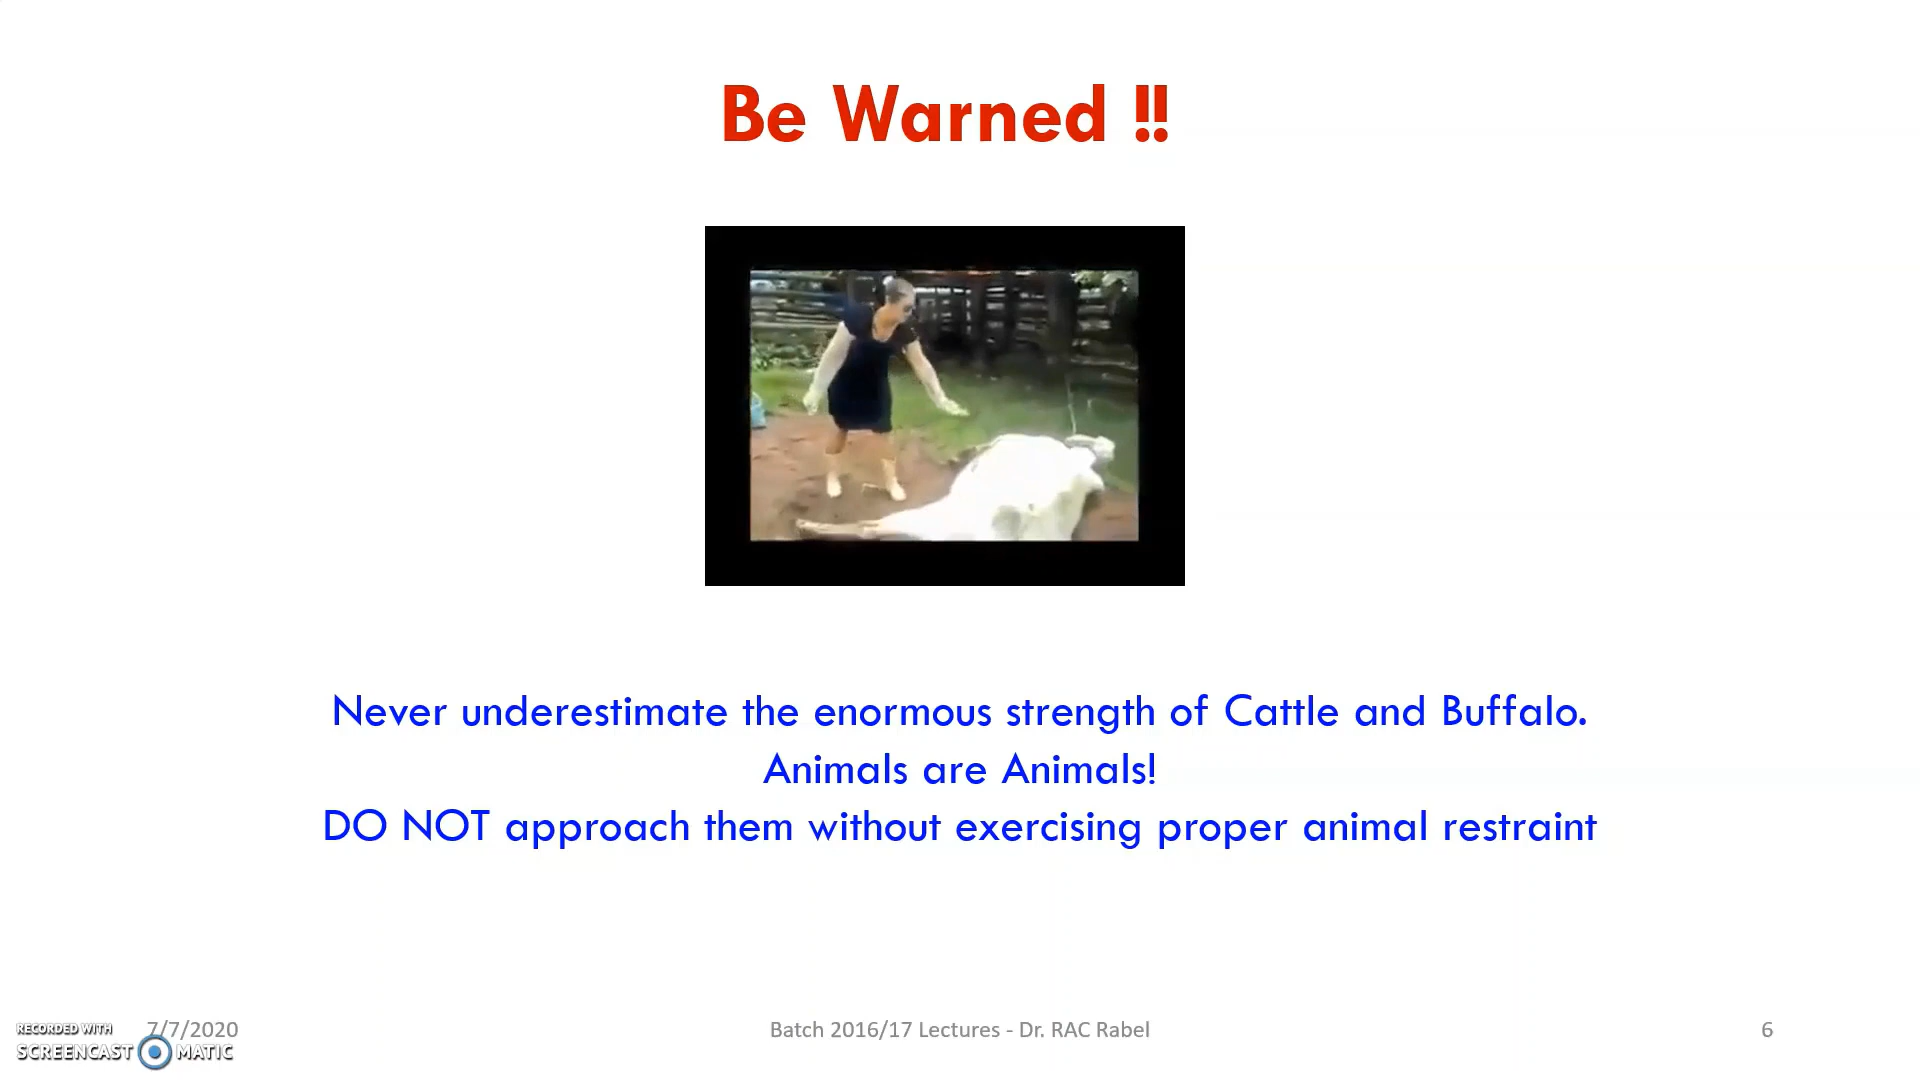 Be Warned !!
Never underestimate the enormous strength of Cattle and Buffalo.
Animals are Animals!
DO NOT approach them without exercising proper animal restraint
RECORDED WITH
SCREENCAST MATIC
7/7/2020
Batch 2016/17 Lectures - Dr. RAC Rabel
6